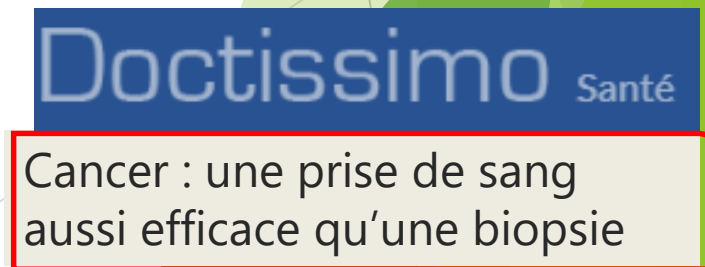 Doctissimo Santé
Cancer : une prise de sang
aussi efficace qu'une biopsie